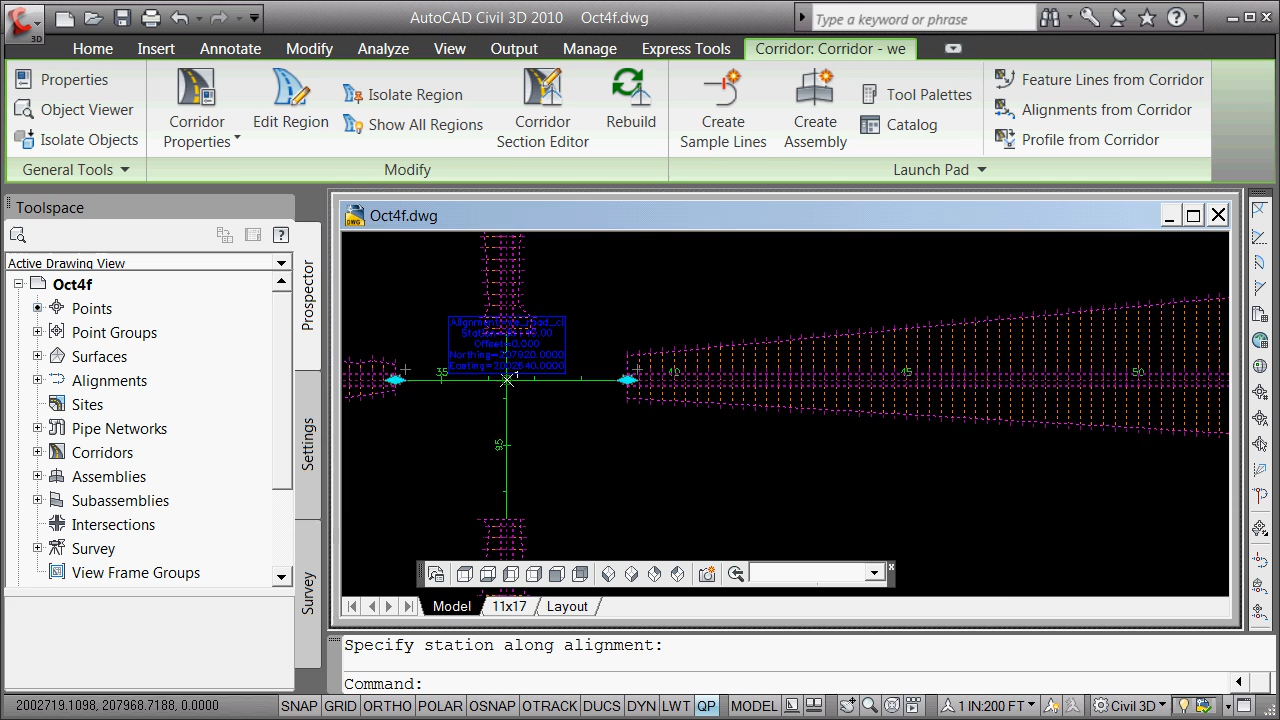 AutoCAD Civil 3D 2010 Oct4f.dwg
Type a keyword or phrase
3D
Home Insert Annotate Modify Analyze View Output Manage Express Tools Corridor: Corridor - we
Properties
Object Viewer
Isolate Objects
General Tools
Corridor Properties
Edit Region
Isolate Region
Show All Regions
Corridor Section Editor
Rebuild
Modify
Create Sample Lines
Create Assembly
Tool Palettes
Catalog
Feature Lines from Corridor
Alignments from Corridor
Profile from Corridor
Launch Pad
Toolspace
Active Drawing View
Oct4f
Points
Point Groups
Surfaces
Alignments
Sites
Pipe Networks
Corridors
Assemblies
Subassemblies
Intersections
Survey
View Frame Groups
Prospector
Settings
Survey
Oct4f.dwg
DWG
Offset=0.000
Northing=207920.0000
35
40
45
50
95
Model 11x17 Layout
Specify station along alignment:
Command:
2002719.1098, 207968.7188, 0.0000 SNAP GRID ORTHO POLAR OSNAP OTRACK DUCS DYN LWT QP MODEL 1 IN:200 FT Civil 3D